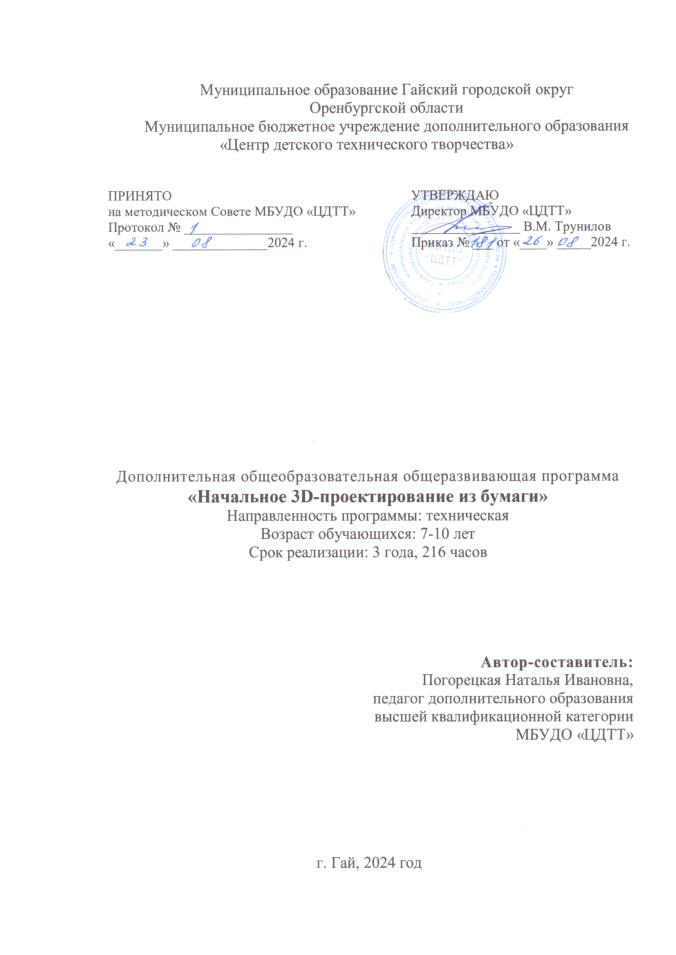 Муниципальное образование Гайский городской округ
Оренбургской области
Муниципальное бюджетное учреждение дополнительного образования
«Центр детского технического творчества»
ПРИНЯТО
на методическом Совете МБУДО «ЦДТТ»
Протокол № 1
« 23 » 08 2024 г.
УТВЕРЖДАЮ
Директор МБУДО «ЦДТТ»
В.М. Трунилов
Приказ № 181 от « 26 » 08 2024 г.
"ЦДТТ"
Дополнительная общеобразовательная общеразвивающая программа
«Начальное 3D-проектирование из бумаги»
Направленность программы: техническая
Возраст обучающихся: 7-10 лет
Срок реализации: 3 года, 216 часов
Автор-составитель:
Погорецкая Наталья Ивановна,
педагог дополнительного образования
высшей квалификационной категории
МБУДО «ЦДТТ»
г. Гай, 2024 год